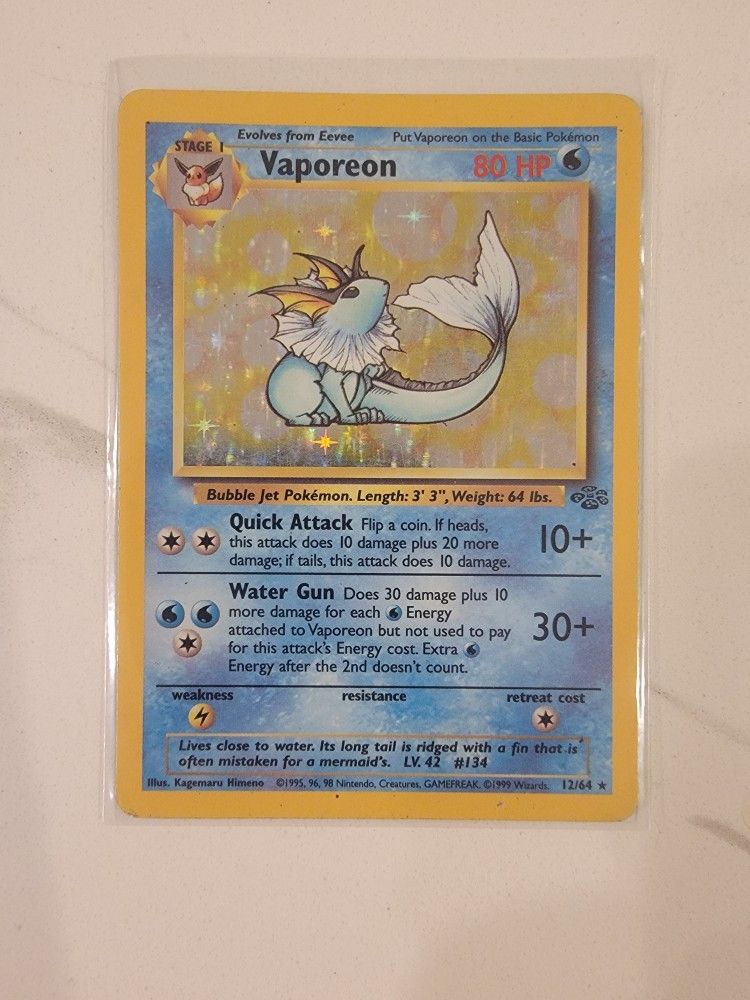 Evolves from Eevee Put Vaporeon on the Basic Pokémon
STAGE 1
Vaporeon 80 HP
Bubble Jet Pokémon. Length: 3' 3", Weight: 64 lbs.
Quick Attack Flip a coin. If heads,
this attack does 10 damage plus 20 more
damage; if tails, this attack does 10 damage.
10+
Water Gun Does 30 damage plus 10
more damage for each Energy
attached to Vaporeon but not used to pay
for this attack's Energy cost. Extra
Energy after the 2nd doesn't count.
30+
weakness resistance retreat cost
Lives close to water. Its long tail is ridged with a fin that is
often mistaken for a mermaid's. LV. 42 #134
Illus. Kagemaru Himeno ©1995, 96, 98 Nintendo, Creatures, GAMEFREAK. ©1999 Wizards. 12/64 ★